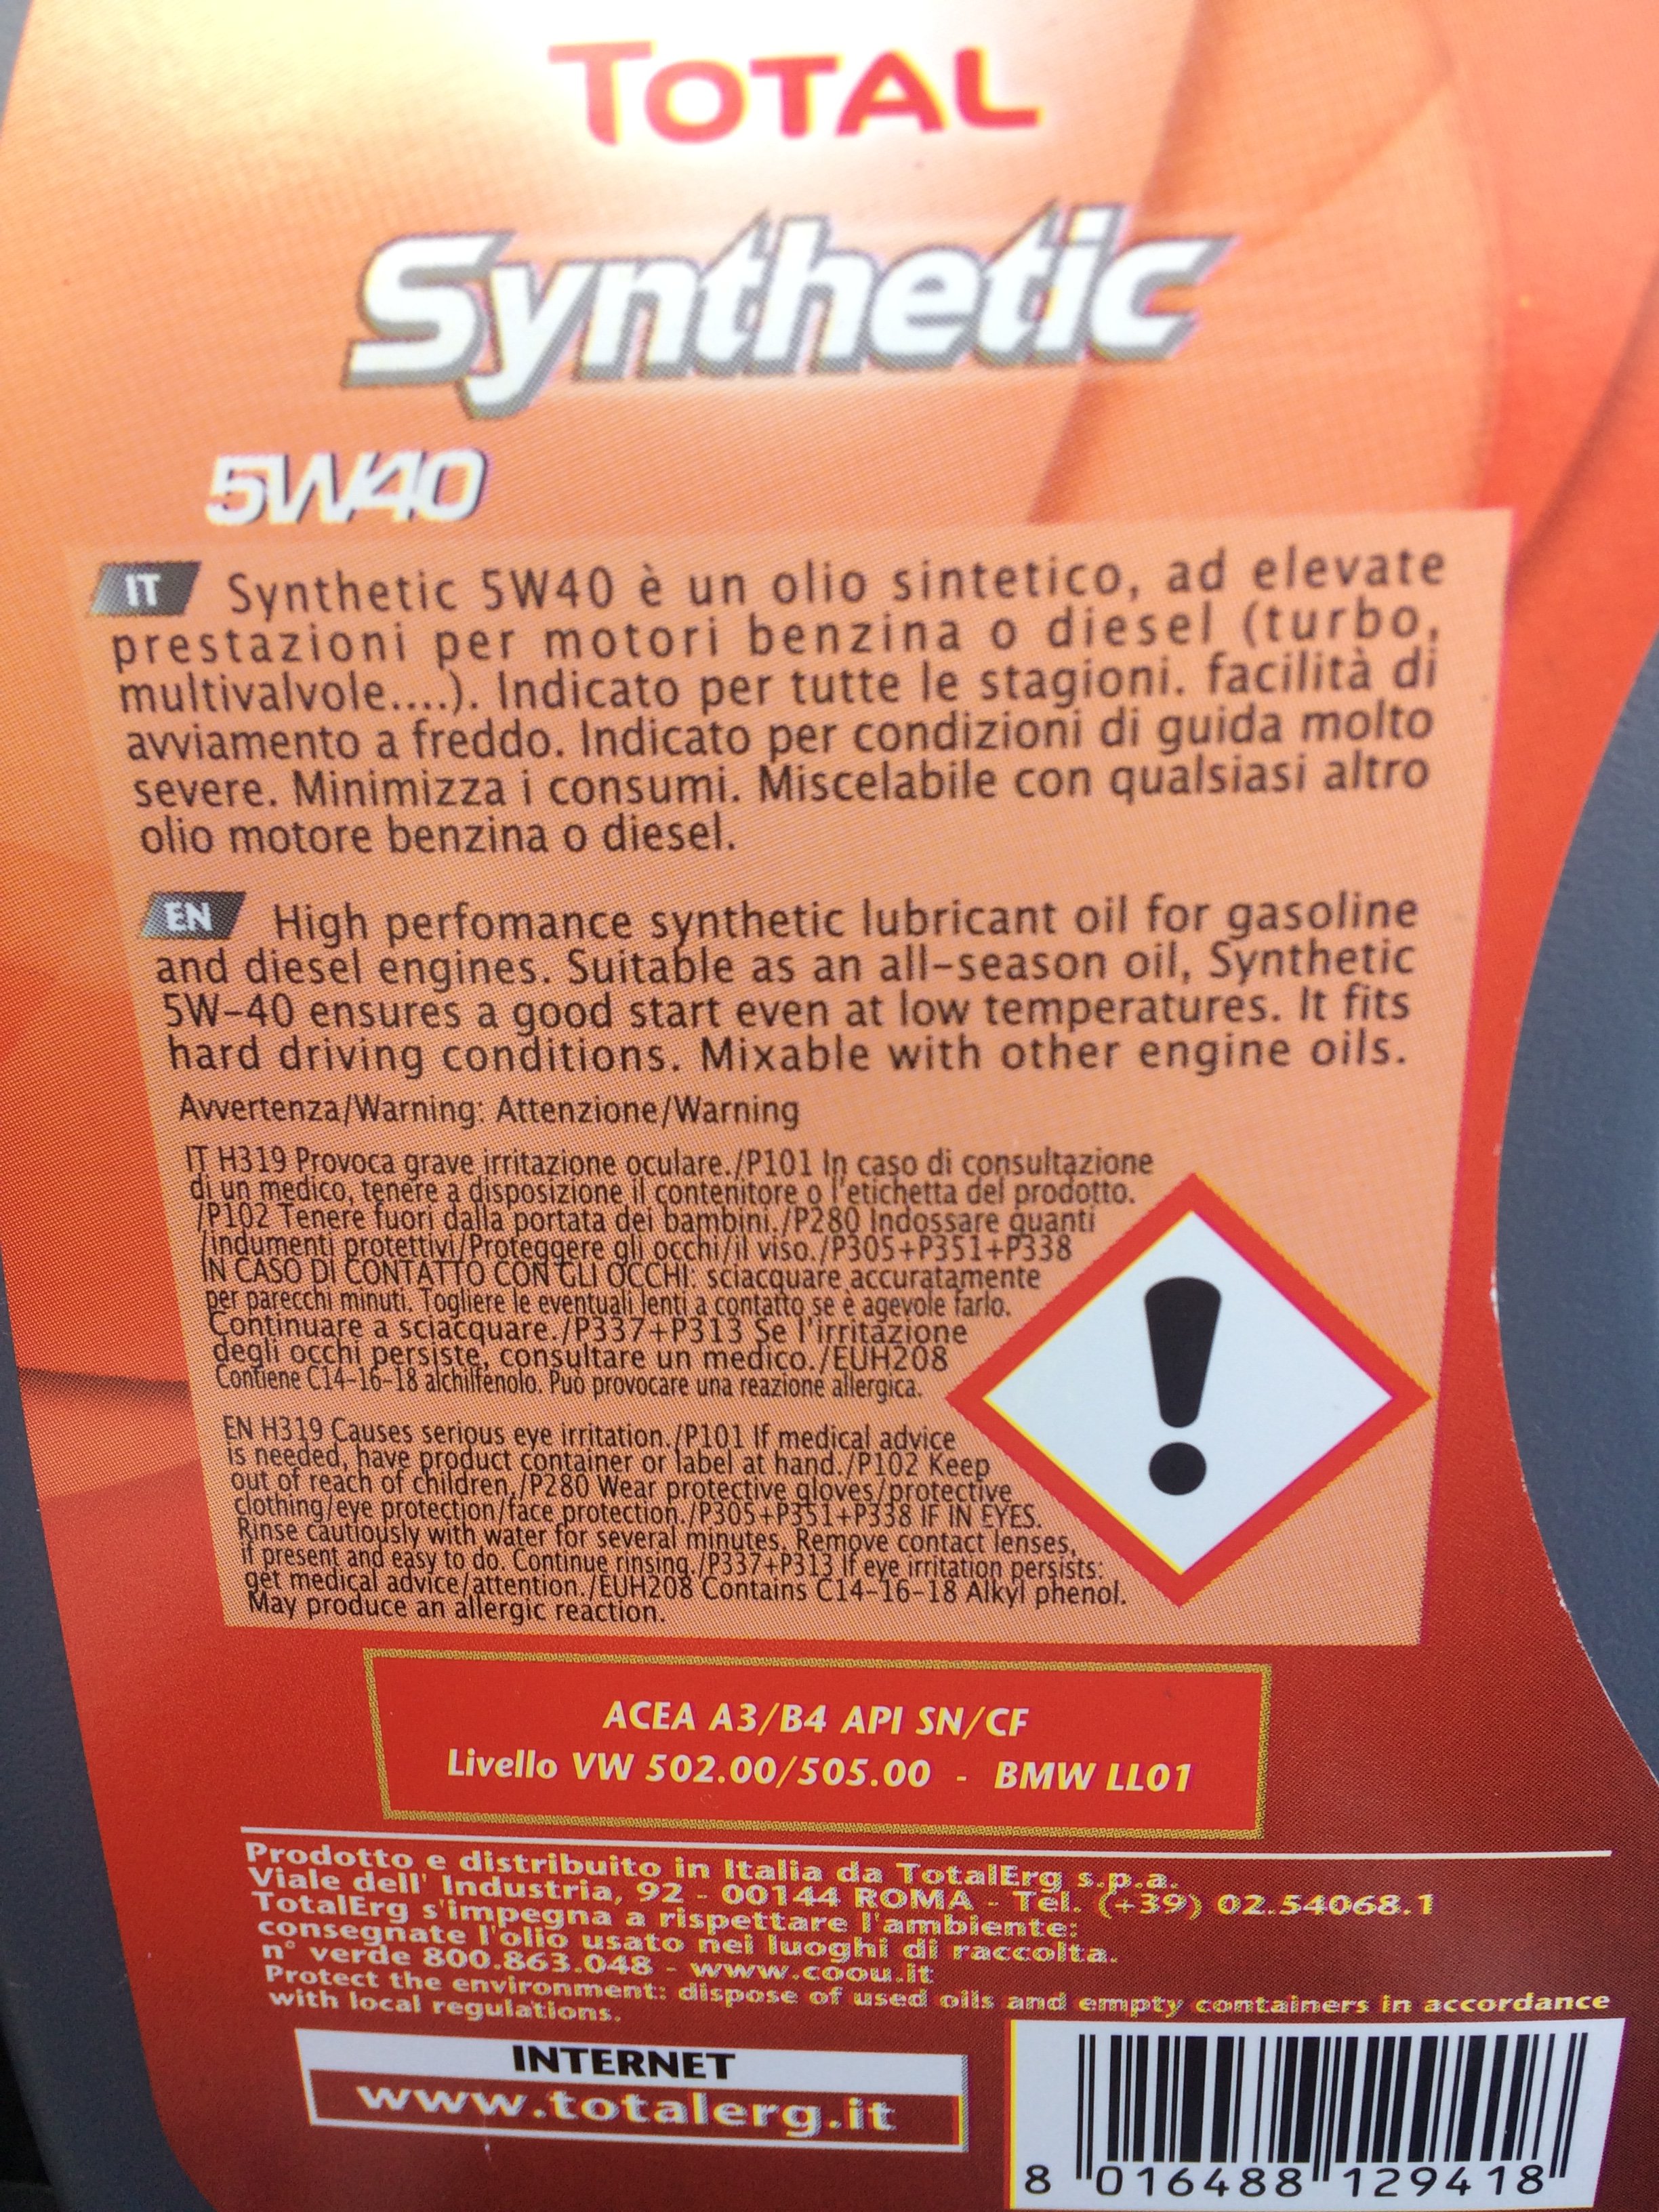 TOTAL
Synthetic
5W40
IT Synthetic 5W40 è un olio sintetico, ad elevate
prestazioni per motori benzina o diesel (turbo,
multivalvole....). Indicato per tutte le stagioni. facilità di
avviamento a freddo. Indicato per condizioni di guida molto
severe. Minimizza i consumi. Miscelabile con qualsiasi altro
olio motore benzina o diesel.
EN High perfomance synthetic lubricant oil for gasoline
and diesel engines. Suitable as an all-season oil, Synthetic
5W-40 ensures a good start even at low temperatures. It fits
hard driving conditions. Mixable with other engine oils.
Avvertenza/Warning: Attenzione/Warning
IT H319 Provoca grave irritazione oculare./P101 In caso di consultazione
di un medico, tenere a disposizione il contenitore o l'etichetta del prodotto.
/P102 Tenere fuori dalla portata dei bambini./P280 Indossare guanti
/indumenti protettivi/Proteggere gli occhi/il viso./P305+P351+P338
IN CASO DI CONTATTO CON GLI OCCHI: sciacquare accuratamente
per parecchi minuti. Togliere le eventuali lenti a contatto se è agevole farlo.
Continuare a sciacquare./P337+P313 Se l'irritazione
degli occhi persiste, consultare un medico./EUH208
Contiene C14-16-18 alchilfenolo. Può provocare una reazione allergica.
EN H319 Causes serious eye irritation./P101 If medical advice
is needed, have product container or label at hand./P102 Keep
out of reach of children./P280 Wear protective gloves/protective
clothing/eye protection/face protection./P305+P351+P338 IF IN EYES.
Rinse cautiously with water for several minutes. Remove contact lenses,
if present and easy to do. Continue rinsing./P337+P313 If eye irritation persists:
get medical advice/attention./EUH208 Contains C14-16-18 Alkyl phenol.
May produce an allergic reaction.
ACEA A3/B4 API SN/CF
Livello VW 502.00/505.00 - BMW LL01
Prodotto e distribuito in Italia da TotalErg s.p.a.
Viale dell' Industria, 92 - 00144 ROMA - Tel. (+39) 02.54068.1
TotalErg s'impegna a rispettare l'ambiente:
consegnate l'olio usato nei luoghi di raccolta.
n° verde 800.863.048 - www.coou.it
Protect the environment: dispose of used oils and empty containers in accordance
with local regulations.
INTERNET
www.totalerg.it
8 016488 129418